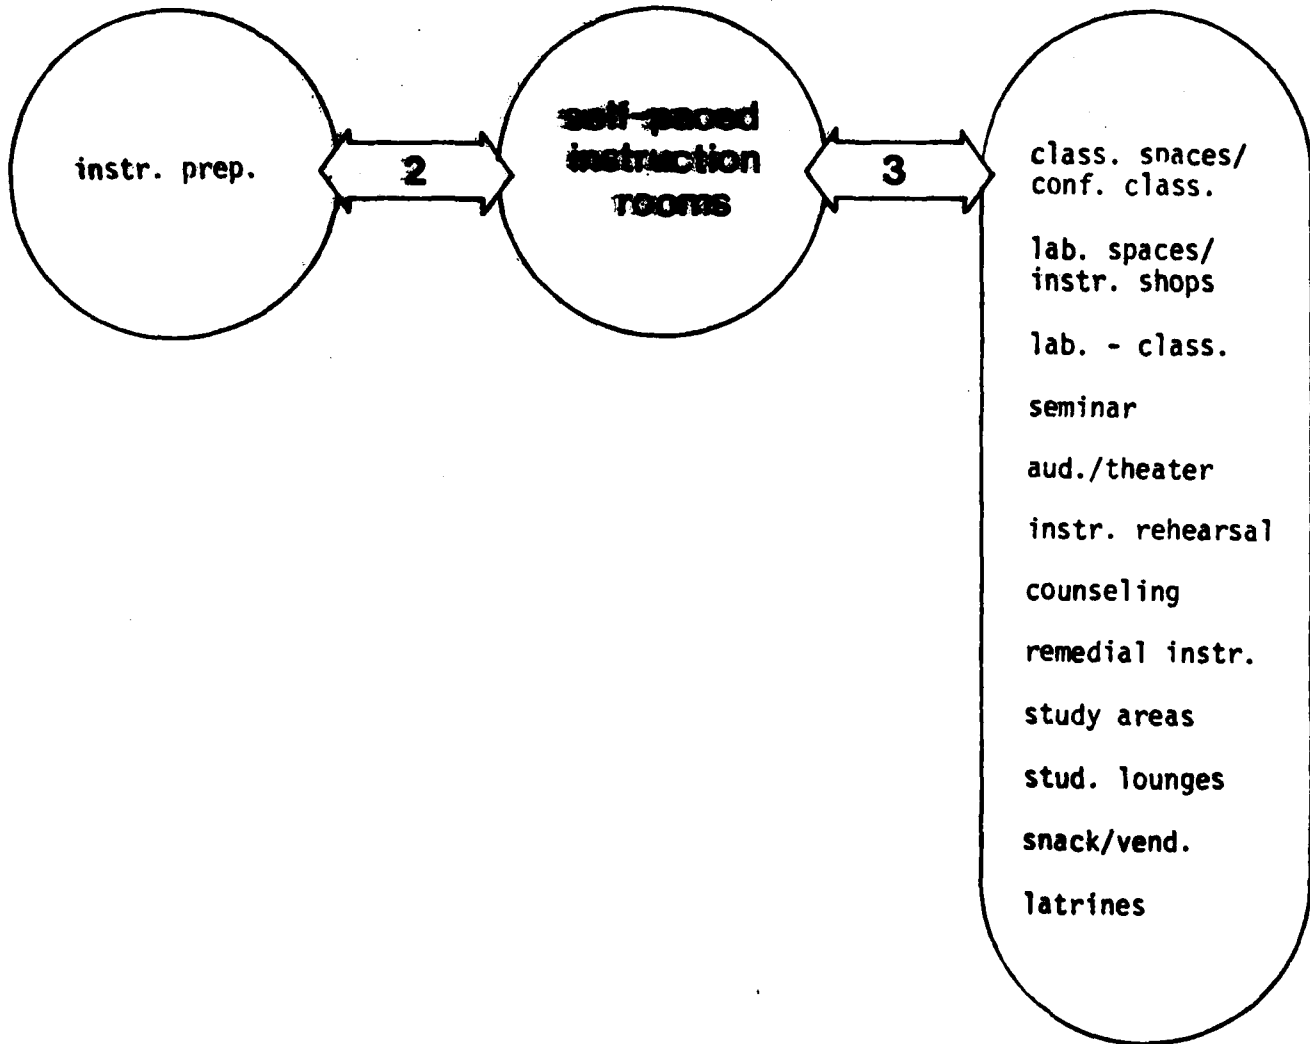 instr. prep.
2
self-paced
instruction
rooms
3
class. snaces/
conf. class.
lab. spaces/
instr. shops
lab. - class.
seminar
aud./theater
instr. rehearsal
counseling
remedial instr.
study areas
stud. lounges
snack/vend.
latrines